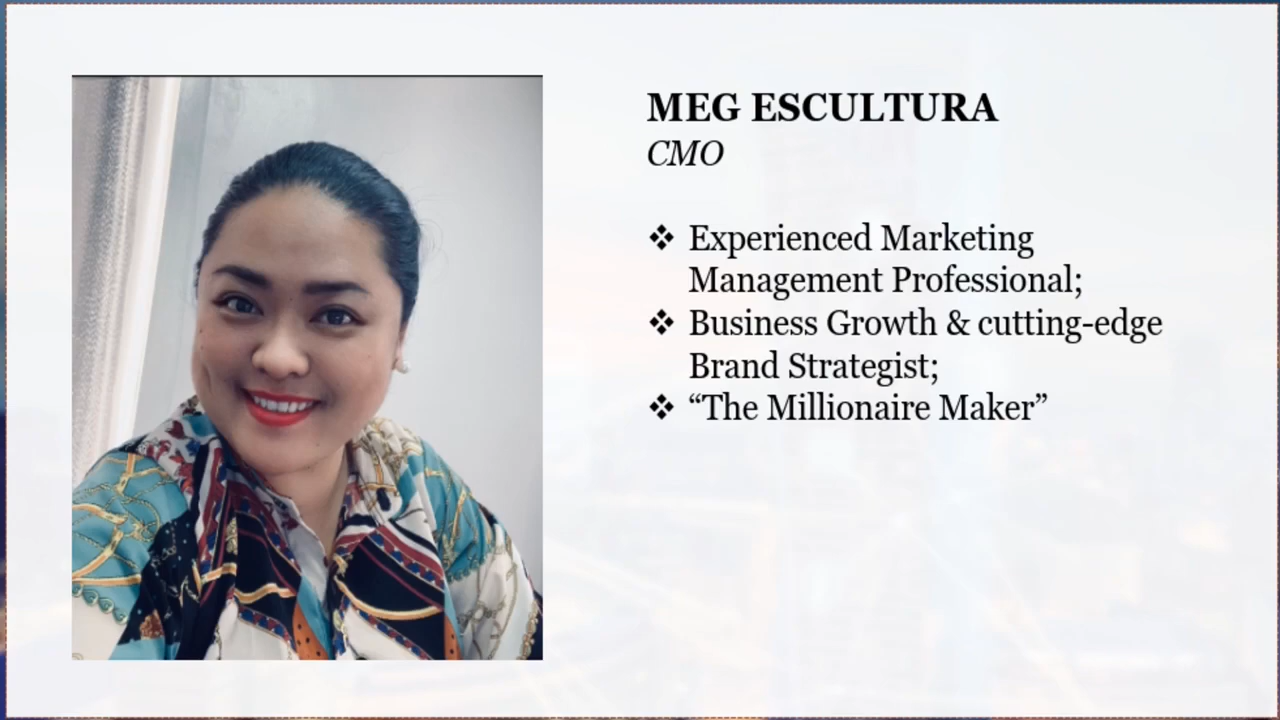 MEG ESCULTURA
CMO
❖ Experienced Marketing
Management Professional;
❖ Business Growth & cutting-edge
Brand Strategist;
❖ “The Millionaire Maker”